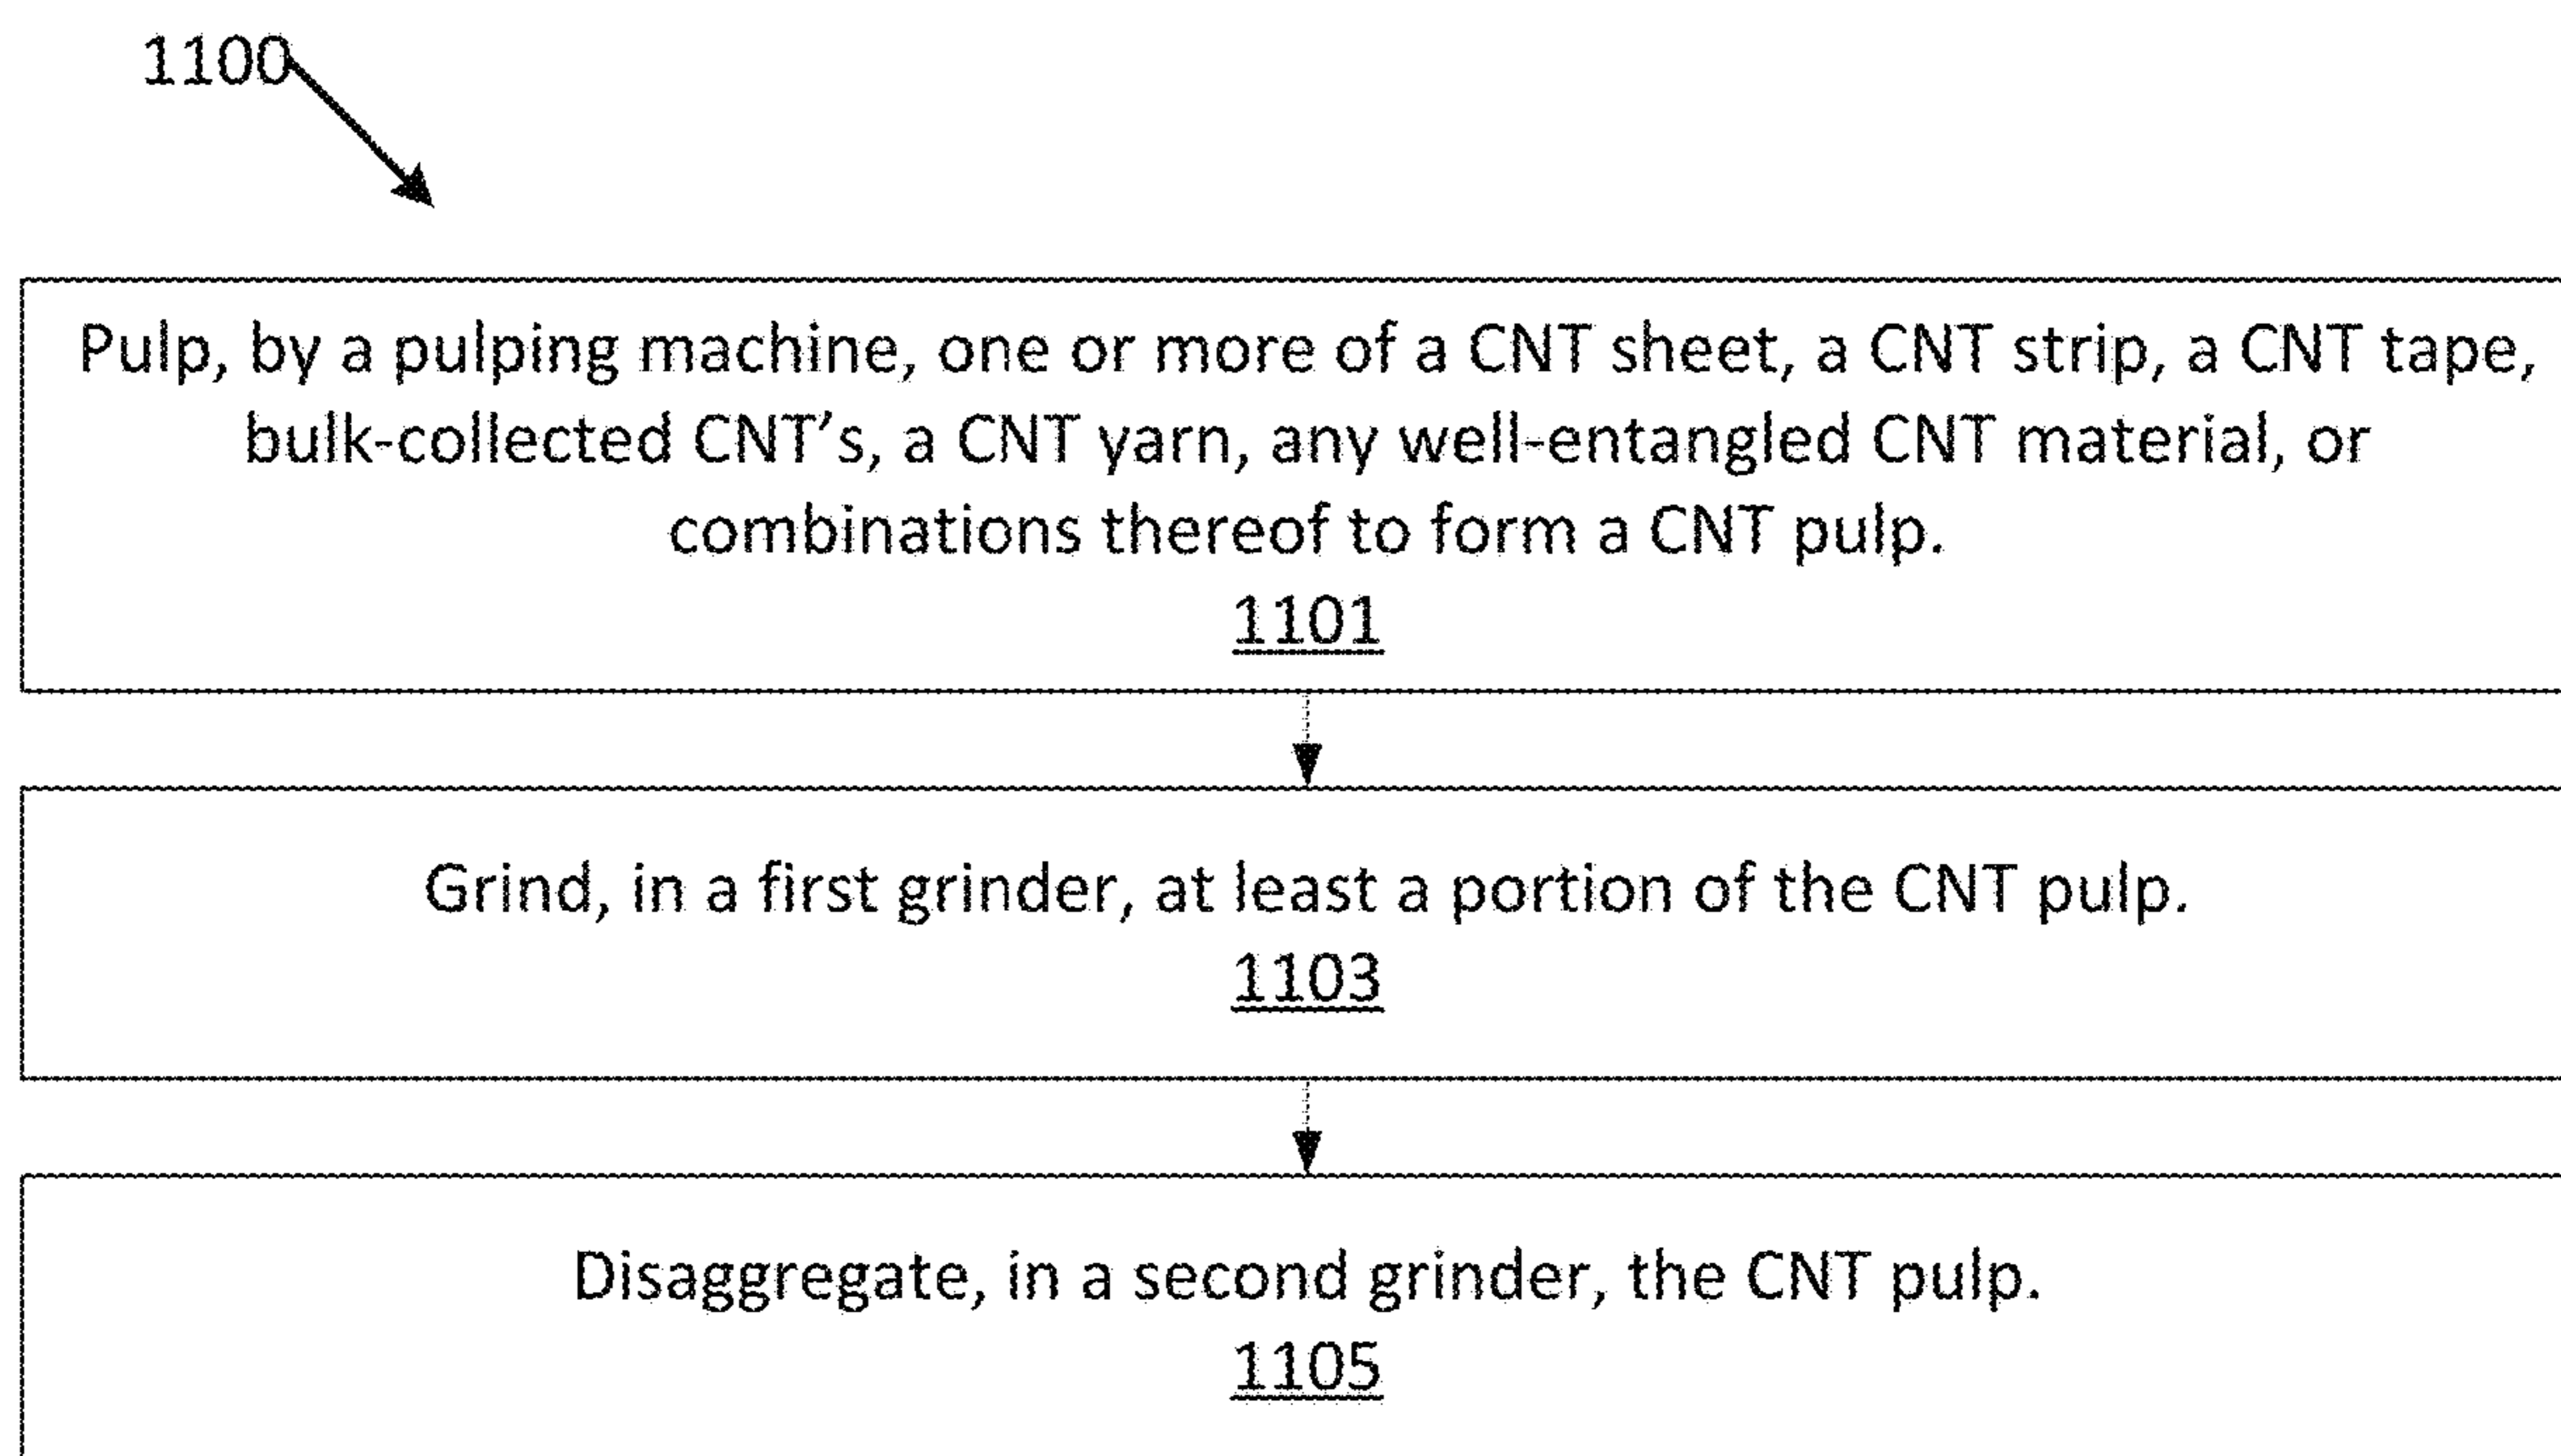 1100
Pulp, by a pulping machine, one or more of a CNT sheet, a CNT strip, a CNT tape,
bulk-collected CNT's, a CNT yarn, any well-entangled CNT material, or
combinations thereof to form a CNT pulp.
1101
Grind, in a first grinder, at least a portion of the CNT pulp.
1103
Disaggregate, in a second grinder, the CNT pulp.
1105